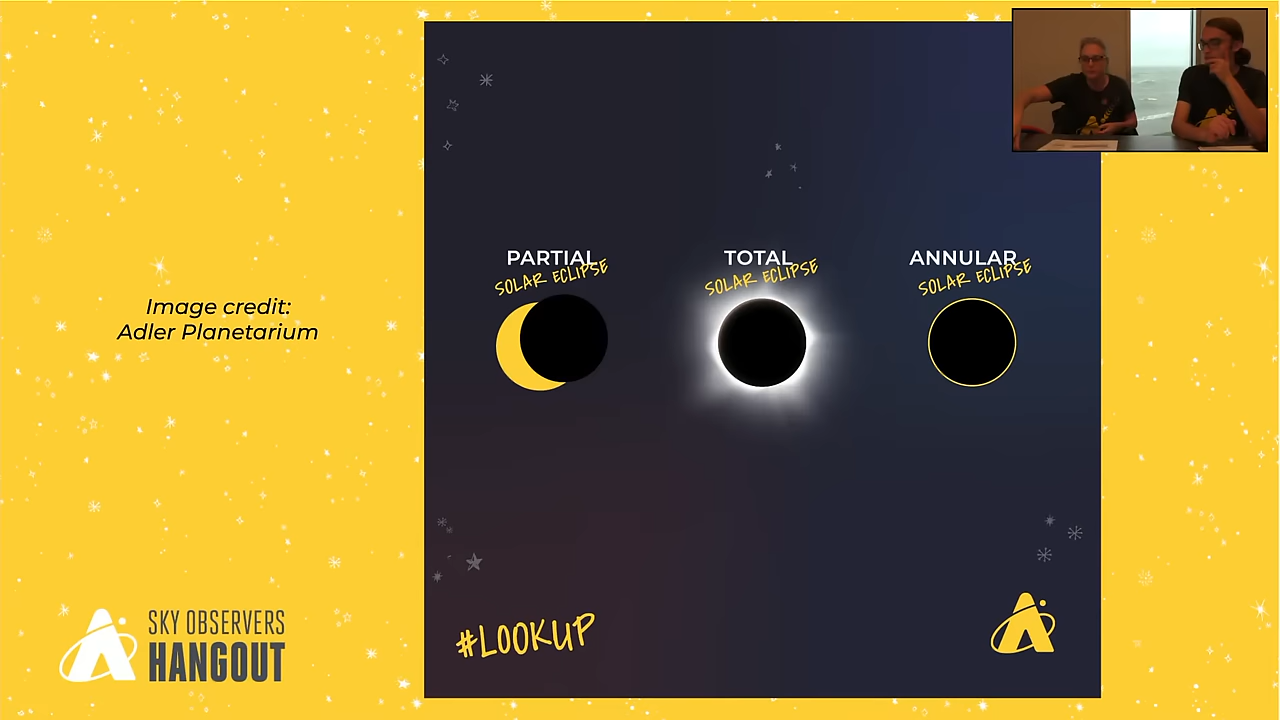 PARTIAL
SOLAR ECLIPSE
TOTAL
SOLAR ECLIPSE
ANNULAR
SOLAR ECLIPSE
Image credit:
Adler Planetarium
#LOOKUP
SKY OBSERVERS
HANGOUT